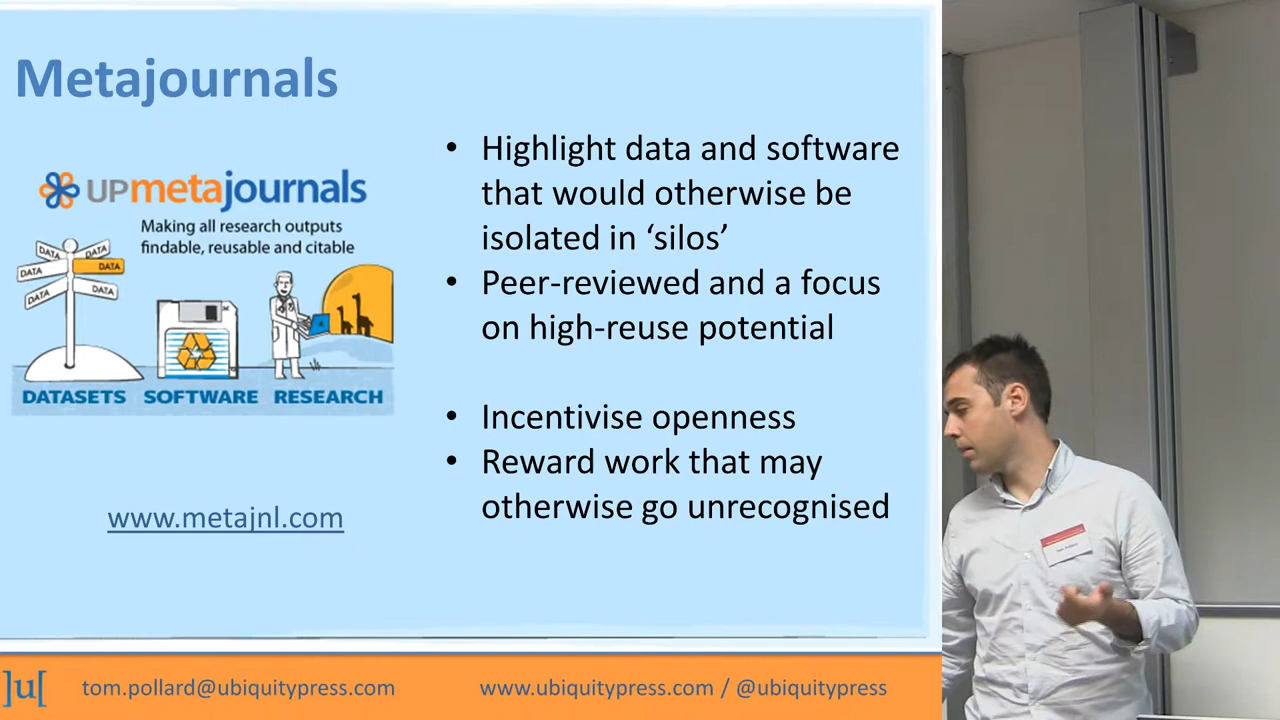 Metajournals
UPmetajournals
Making all research outputs
findable, reusable and citable
DATA
DATA
DATA
DATA
DATA
DATA
DATASETS SOFTWARE RESEARCH
www.metajnl.com
• Highlight data and software
that would otherwise be
isolated in ‘silos’
• Peer-reviewed and a focus
on high-reuse potential
• Incentivise openness
• Reward work that may
otherwise go unrecognised
]u[ tom.pollard@ubiquitypress.com www.ubiquitypress.com / @ubiquitypress